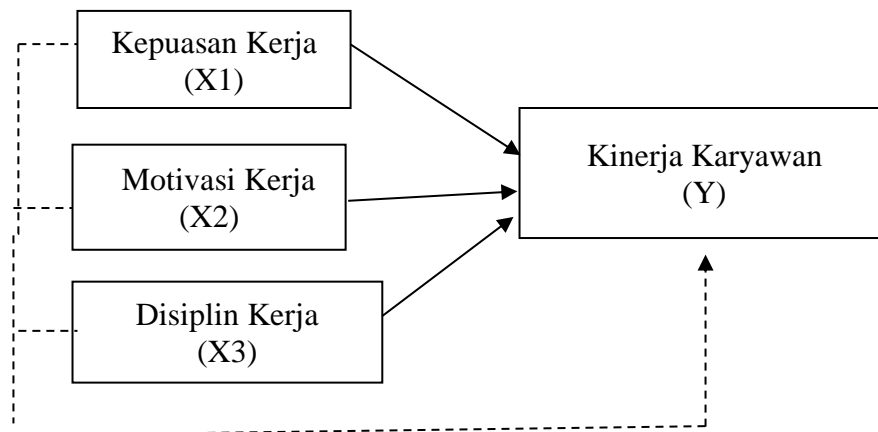 Kepuasan Kerja
(X1)
Motivasi Kerja
(X2)
Disiplin Kerja
(X3)
Kinerja Karyawan
(Y)